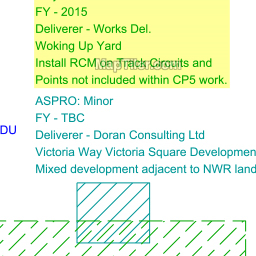 FY - 2015
Deliverer - Works Del.
Woking Up Yard
Install RCM on Track Circuits and
Points not included within CP5 work.
ASPRO: Minor
FY - TBC
DU
Deliverer - Doran Consulting Ltd
Victoria Way Victoria Square Developmen
Mixed development adjacent to NWR land